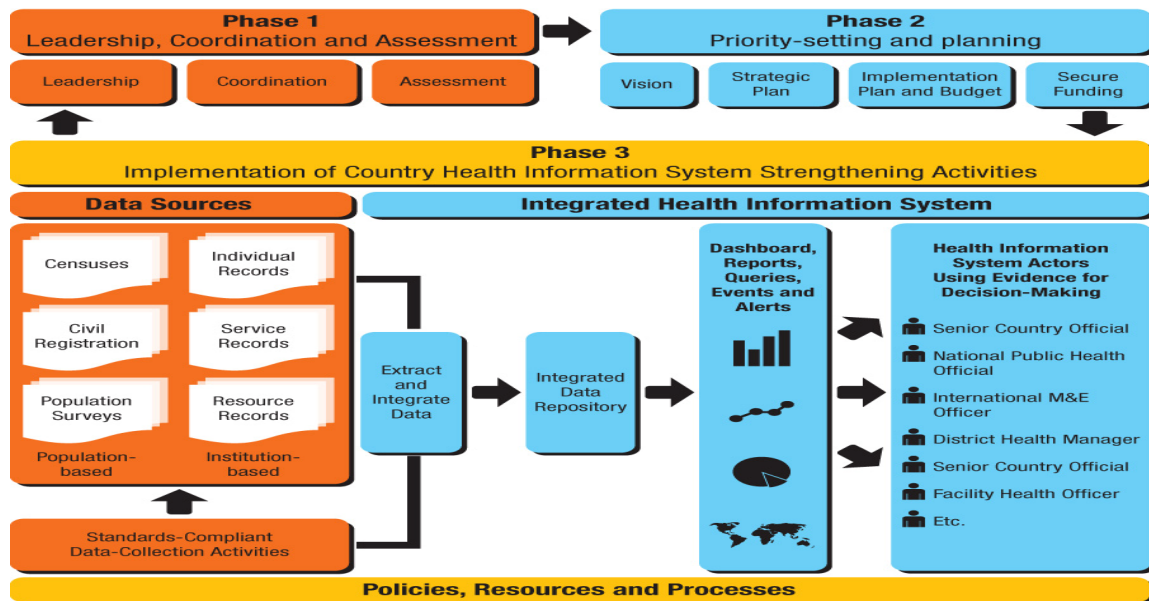 Phase 1
Leadership, Coordination and Assessment
Phase 2
Priority-setting and planning
Leadership
Coordination
Assessment
Vision
Strategic
Plan
Implementation
Plan and Budget
Secure
Funding
Phase 3
Implementation of Country Health Information System Strengthening Activities
Data Sources
Integrated Health Information System
Censuses
Individual
Records
Civil
Registration
Service
Records
Population
Surveys
Resource
Records
Population-
based
Institution-
based
Standards-Compliant
Data-Collection Activities
Extract
and
Integrate
Data
Integrated
Data
Repository
Dashboard,
Reports,
Queries,
Events and
Alerts
Health Information
System Actors
Using Evidence for
Decision-Making
Senior Country Official
National Public Health
Official
International M&E
Officer
District Health Manager
Senior Country Official
Facility Health Officer
Etc.
Policies, Resources and Processes